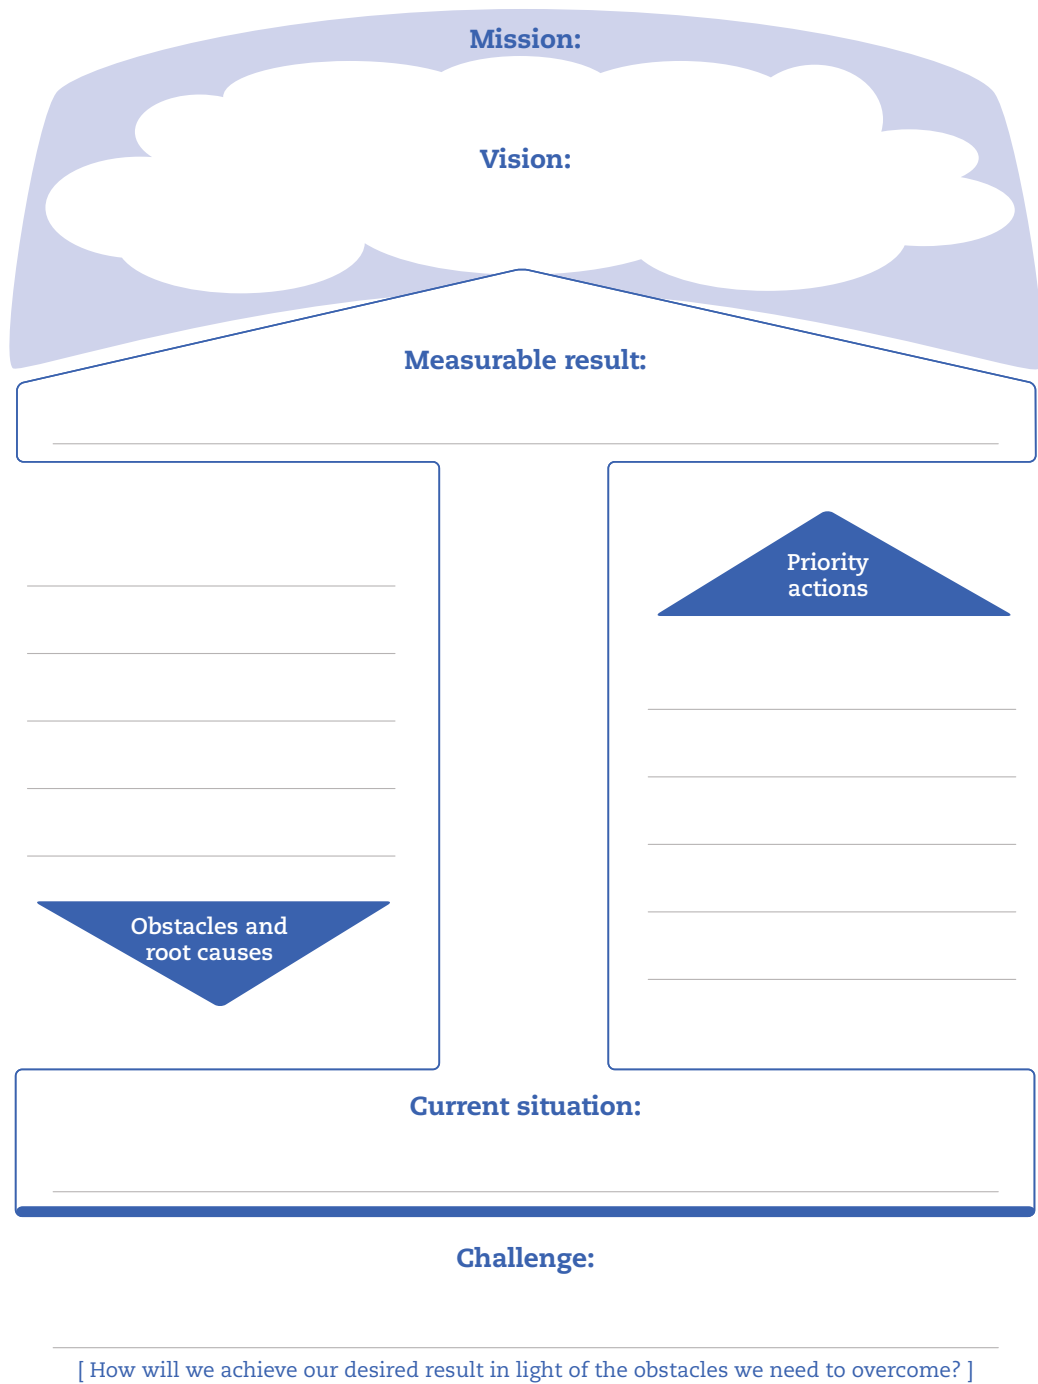 Mission:
Vision:
Measurable result:
Priority
actions
Obstacles and
root causes
Current situation:
Challenge:
[ How will we achieve our desired result in light of the obstacles we need to overcome? ]